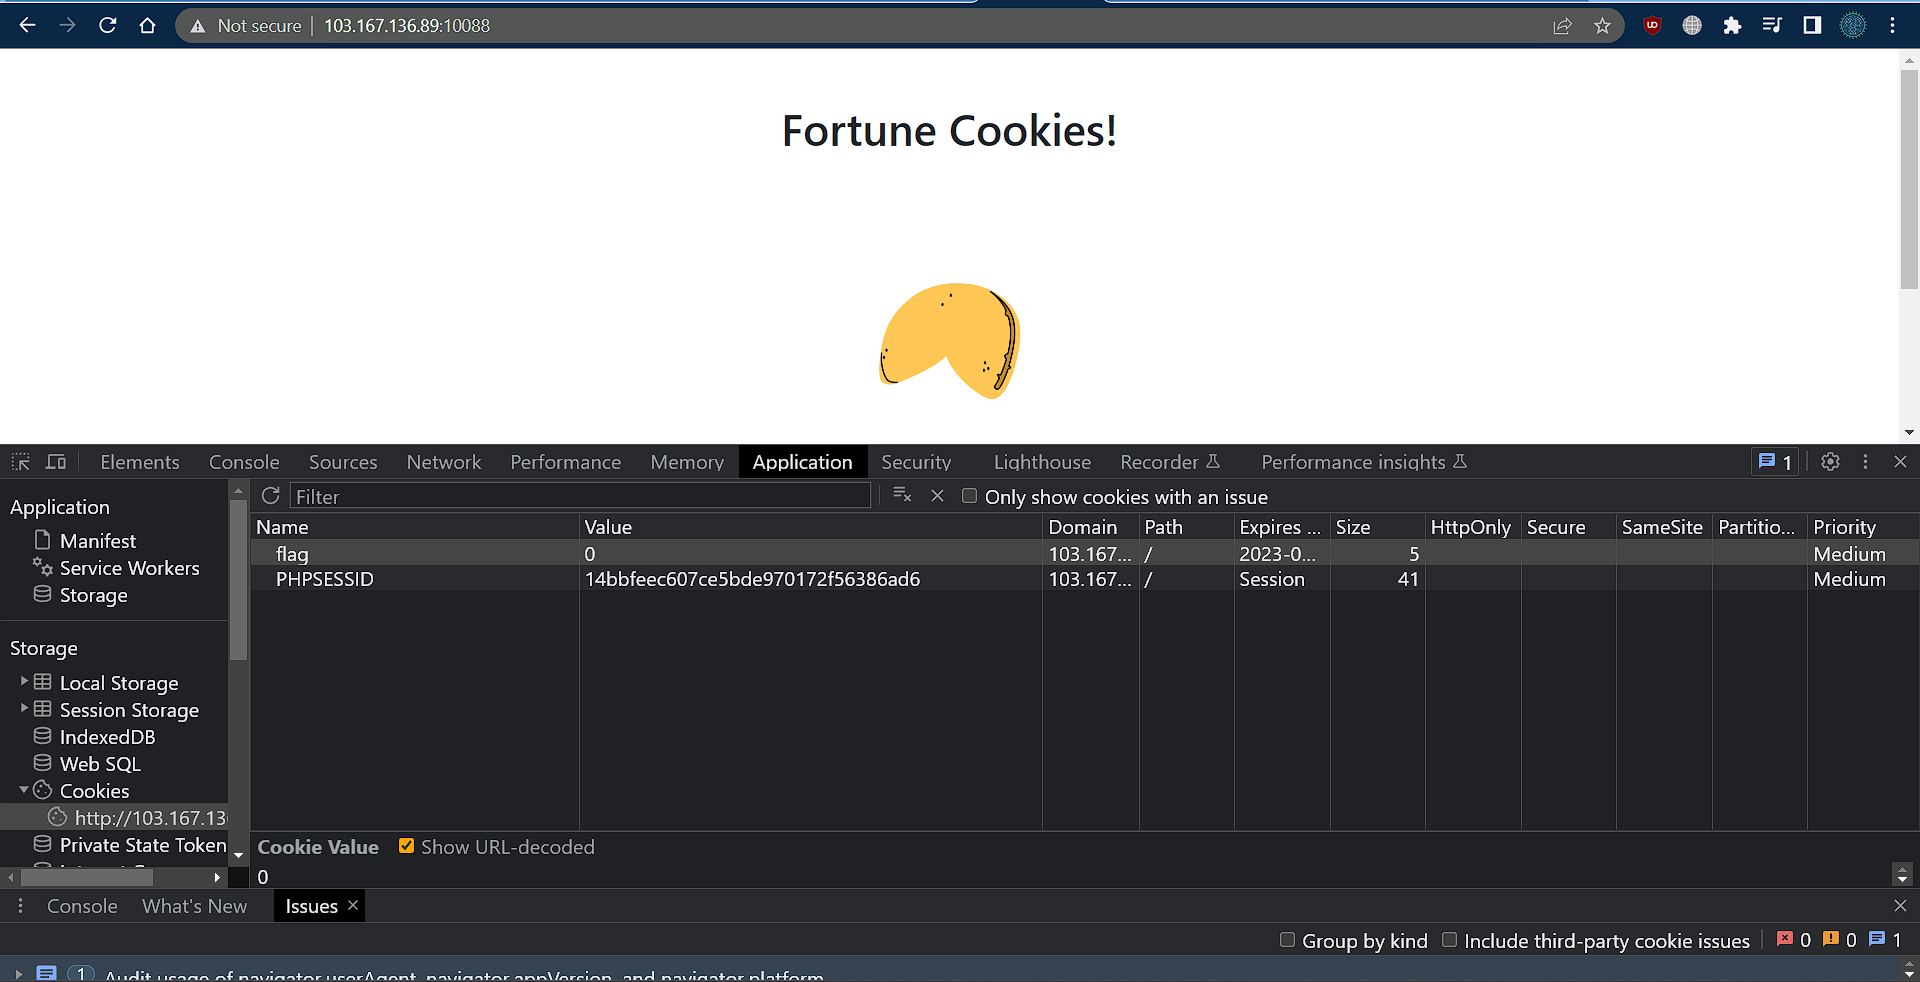 Not secure | 103.167.136.89:10088
Fortune Cookies!
Elements Console Sources Network Performance Memory Application Security Lighthouse Recorder Performance insights 1
Application
Manifest
Service Workers
Storage
Storage
Local Storage
Session Storage
IndexedDB
Web SQL
Cookies
http://103.167.13
Private State Token
Filter Only show cookies with an issue
Name Value Domain Path Expires ... Size HttpOnly Secure SameSite Partitio... Priority
flag 0 103.167... / 2023-0... 5 Medium
PHPSESSID 14bbfeec607ce5bde970172f56386ad6 103.167... / Session 41 Medium
Cookie Value Show URL-decoded
0
Console What's New Issues
Group by kind Include third-party cookie issues 0 0 1
1 Audit usage of navigator.userAgent, navigator.appVersion, and navigator.platform